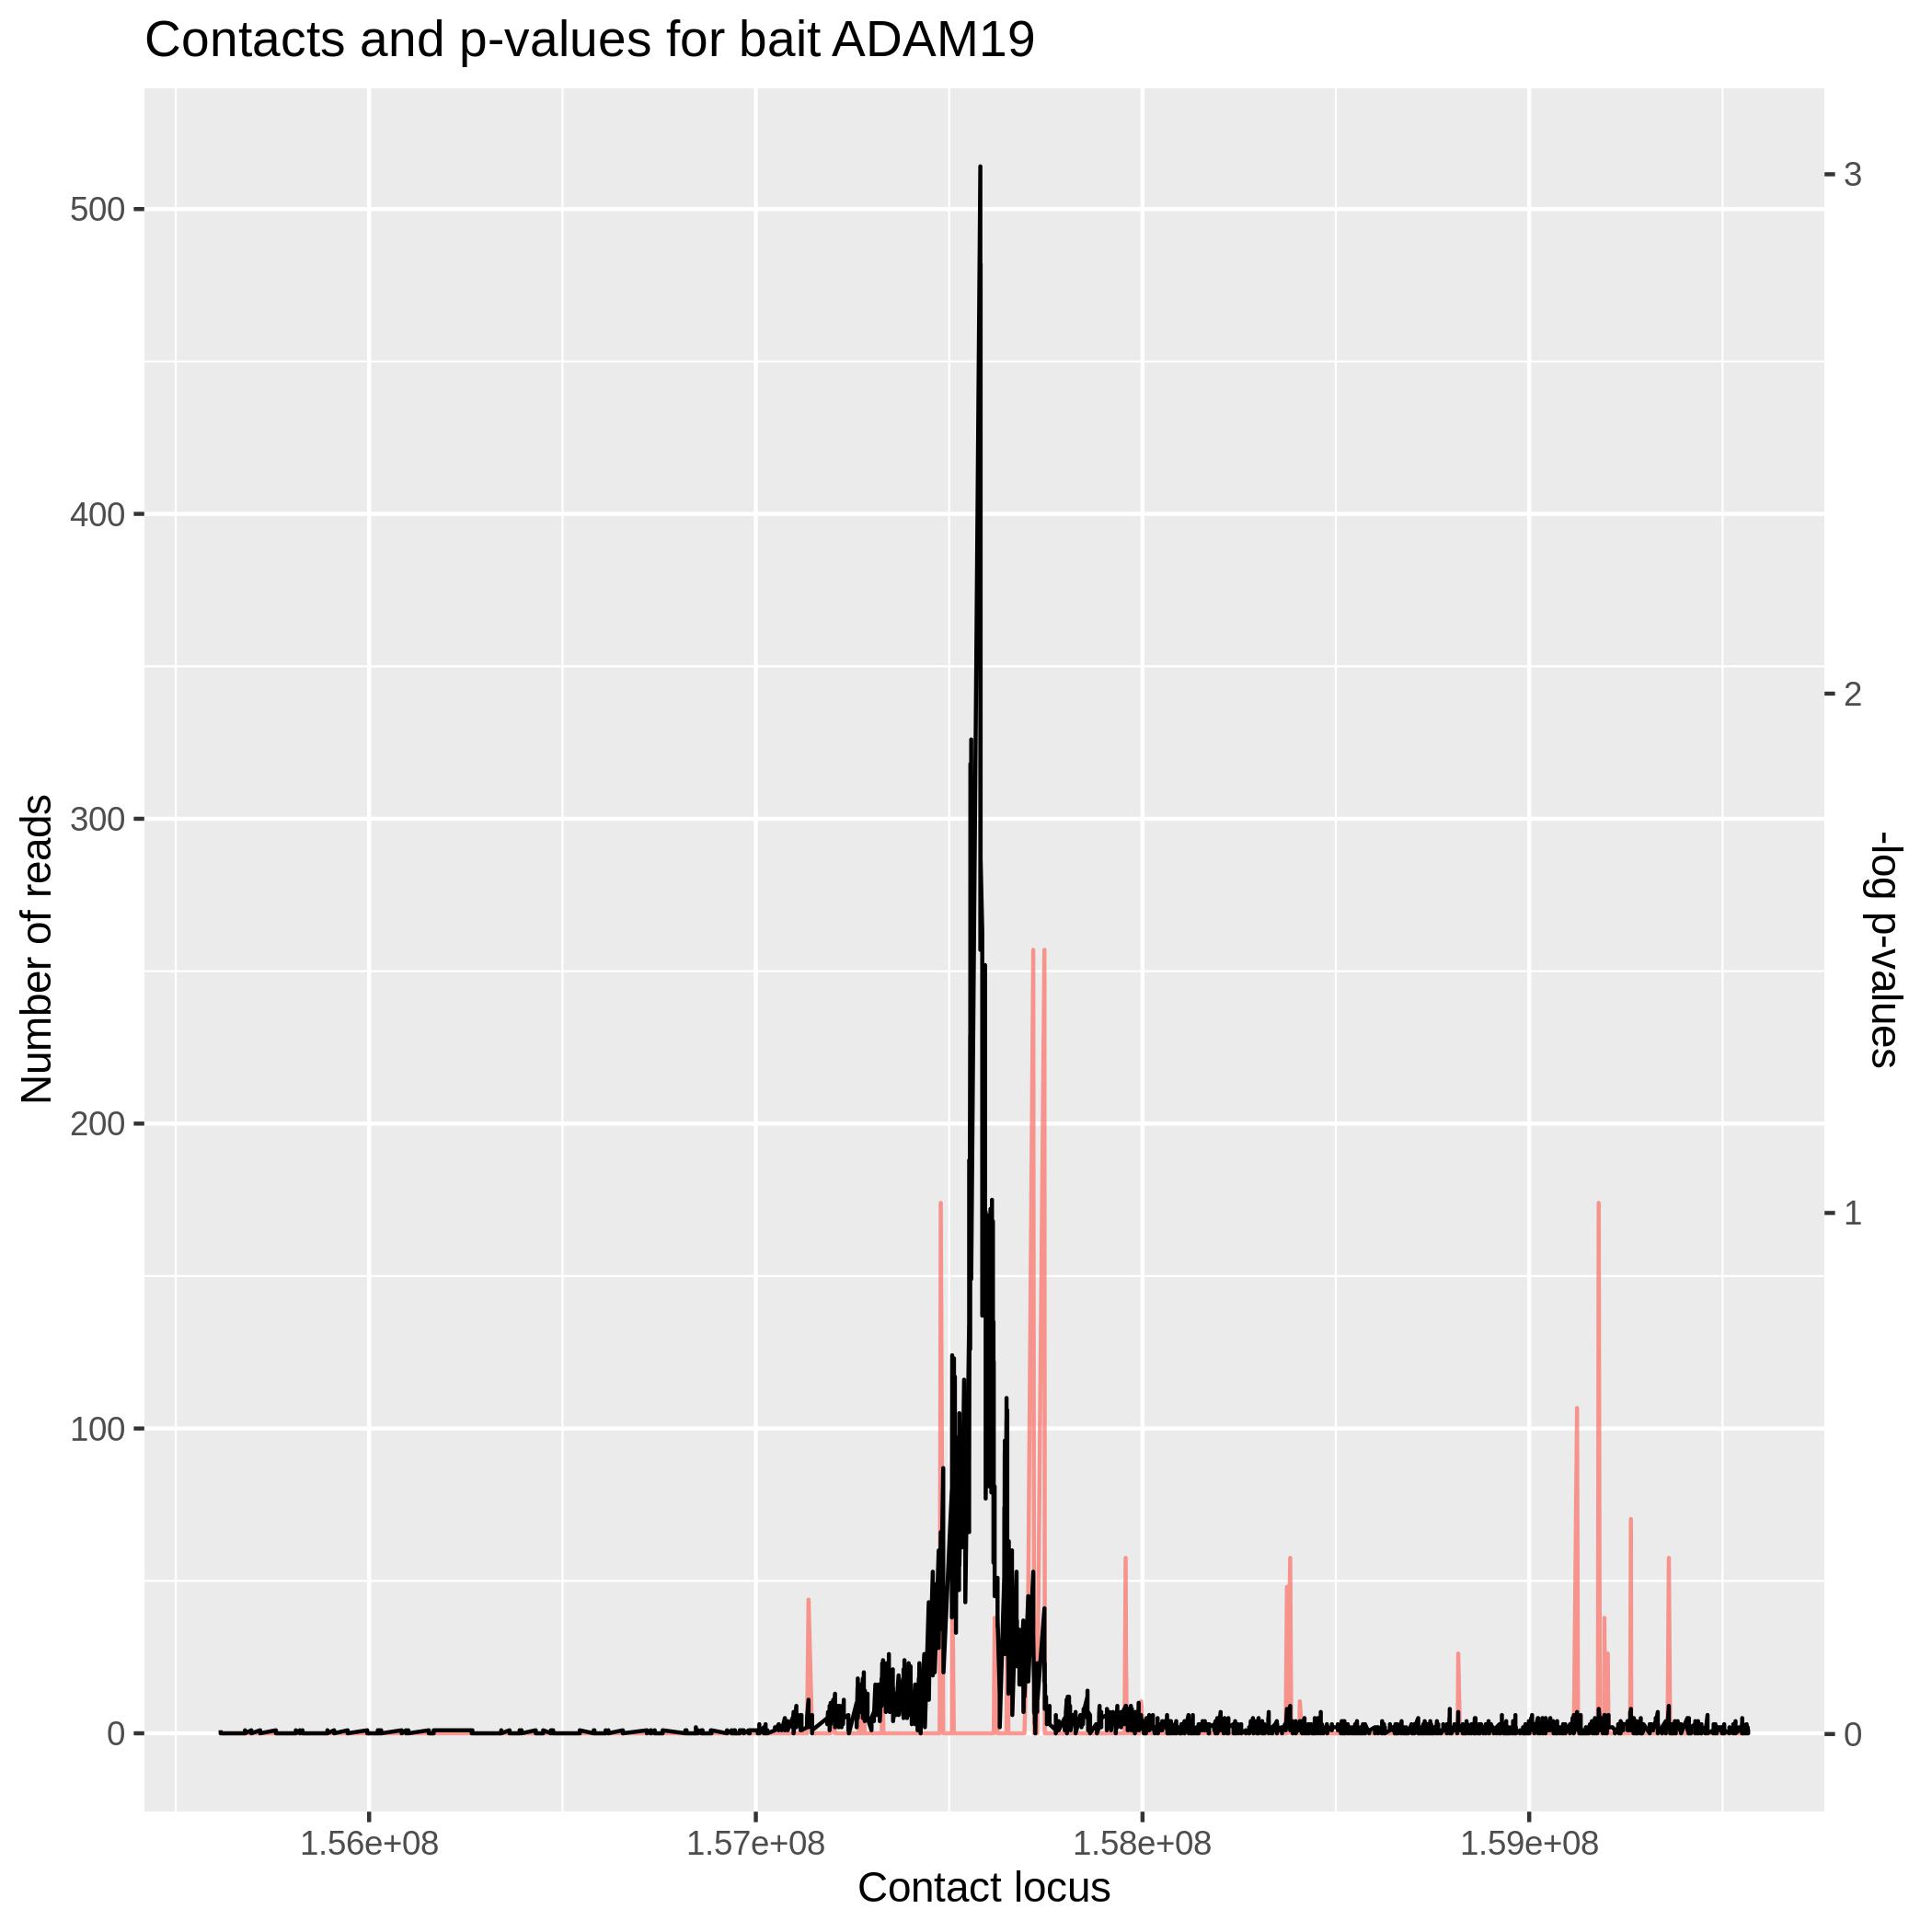 Contacts and p-values for bait ADAM19
500
400
300
200
100
0
Number of reads
3
2
1
0
-log p-values
1.56e+08
1.57e+08
1.58e+08
1.59e+08
Contact locus